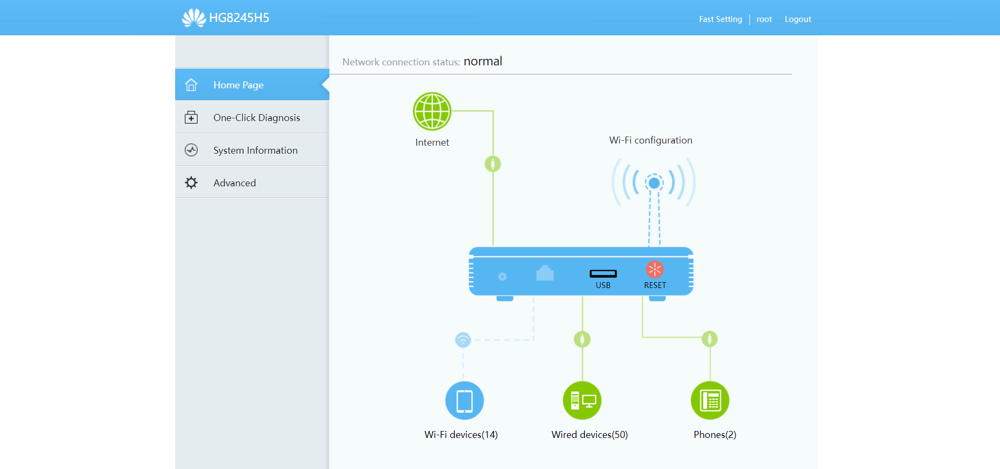 HG8245H5
Fast Setting
root
Logout
Home Page
One-Click Diagnosis
System Information
Advanced
Network connection status: normal
Internet
Wi-Fi configuration
USB
RESET
Wi-Fi devices(14)
Wired devices(50)
Phones(2)